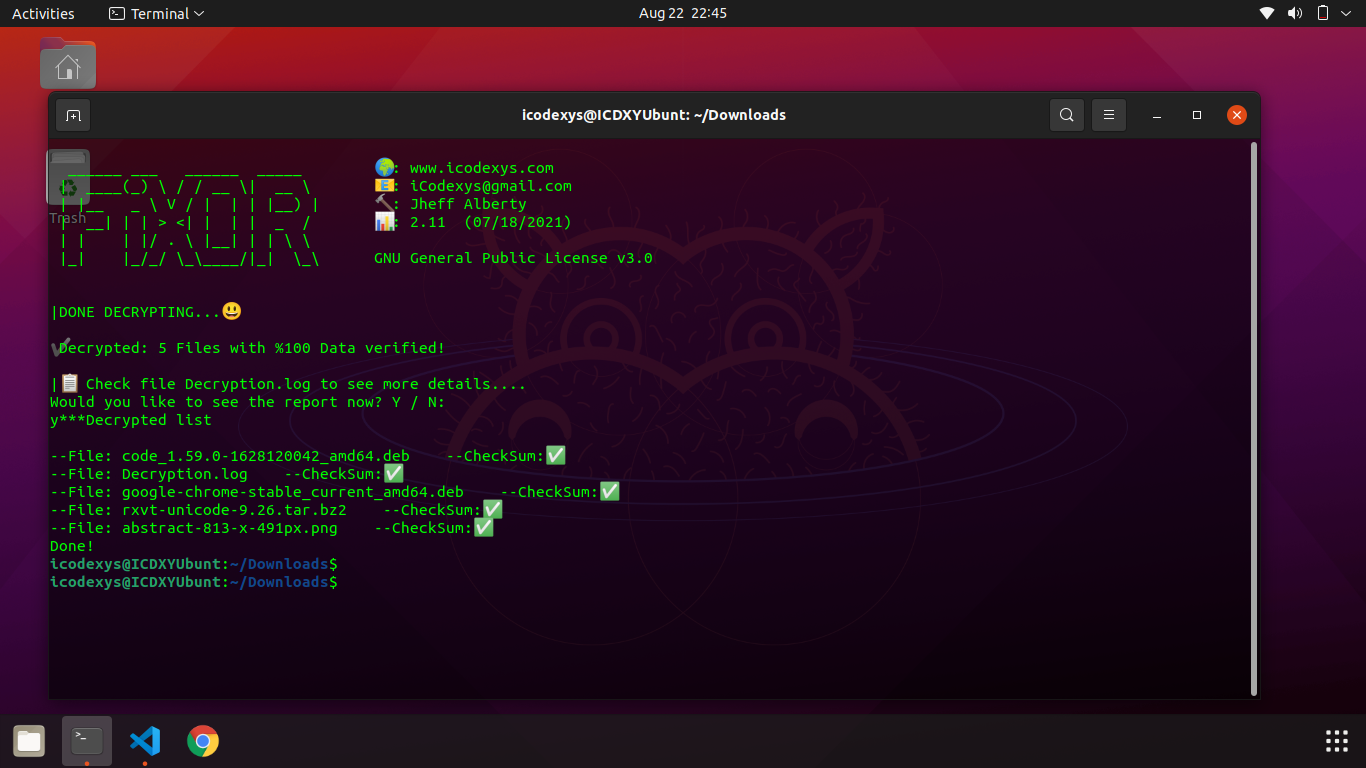 Activities Terminal Aug 22 22:45
icodexys@ICDXYUbunt: ~/Downloads
FiXOR
: www.icodexys.com
: iCodexys@gmail.com
: Jheff Alberty
: 2.11 (07/18/2021)
GNU General Public License v3.0
Trash
|DONE DECRYPTING...😃
✔Decrypted: 5 Files with %100 Data verified!
|📋 Check file Decryption.log to see more details....
Would you like to see the report now? Y / N:
y***Decrypted list
--File: code_1.59.0-1628120042_amd64.deb --CheckSum:✅
--File: Decryption.log --CheckSum:✅
--File: google-chrome-stable_current_amd64.deb --CheckSum:✅
--File: rxvt-unicode-9.26.tar.bz2 --CheckSum:✅
--File: abstract-813-x-491px.png --CheckSum:✅
Done!
icodexys@ICDXYUbunt:~/Downloads$
icodexys@ICDXYUbunt:~/Downloads$